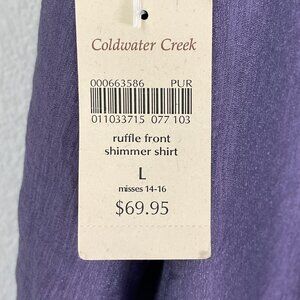 Coldwater Creek
000663586 PUR
011033715 077 103
ruffle front
shimmer shirt
L
misses 14-16
$69.95